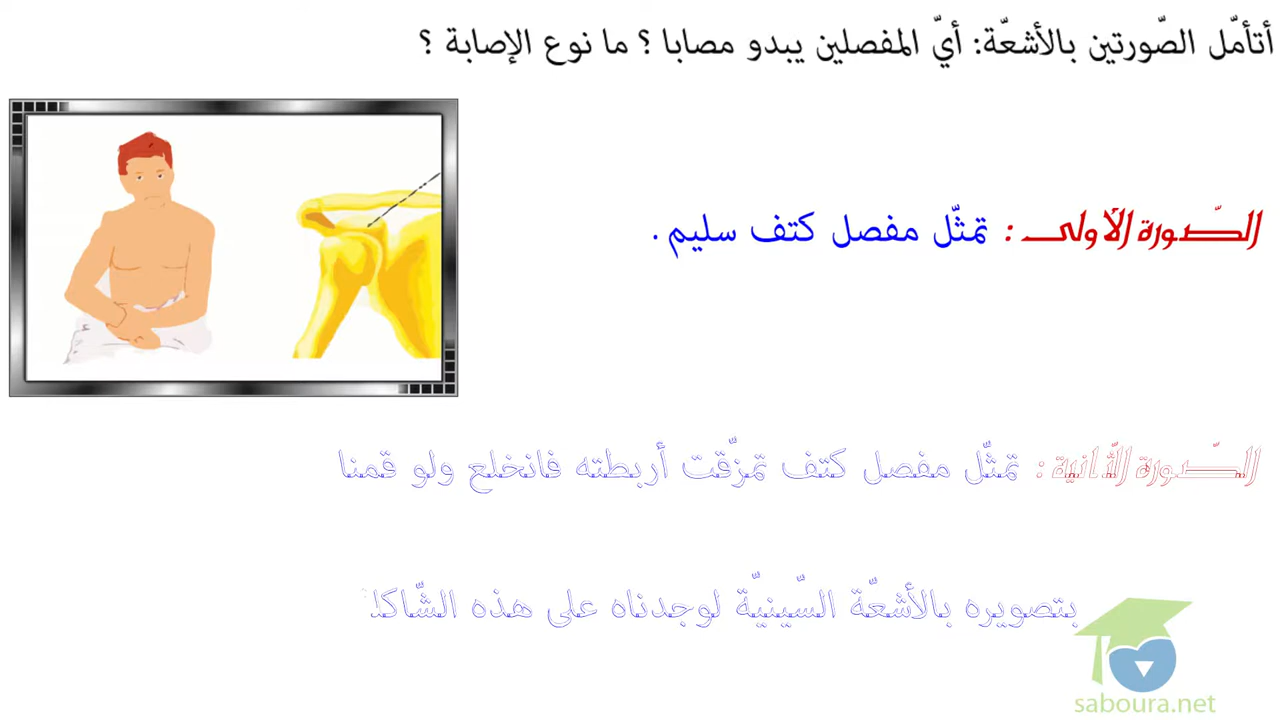 أتأمّل الصّورتين بالأشعّة: أيّ المفصلين يبدو مصابا ؟ ما نوع الإصابة ؟
الصّورة الأولى : تمثّل مفصل كتف سليم .
الصّورة الثّانية : تمثّل مفصل كتف تمزّقت أربطته فانخلع ولو قمنا
بتصويره بالأشعّة السّينيّة لوجدناه على هذه الشّاكلـ
saboura.net